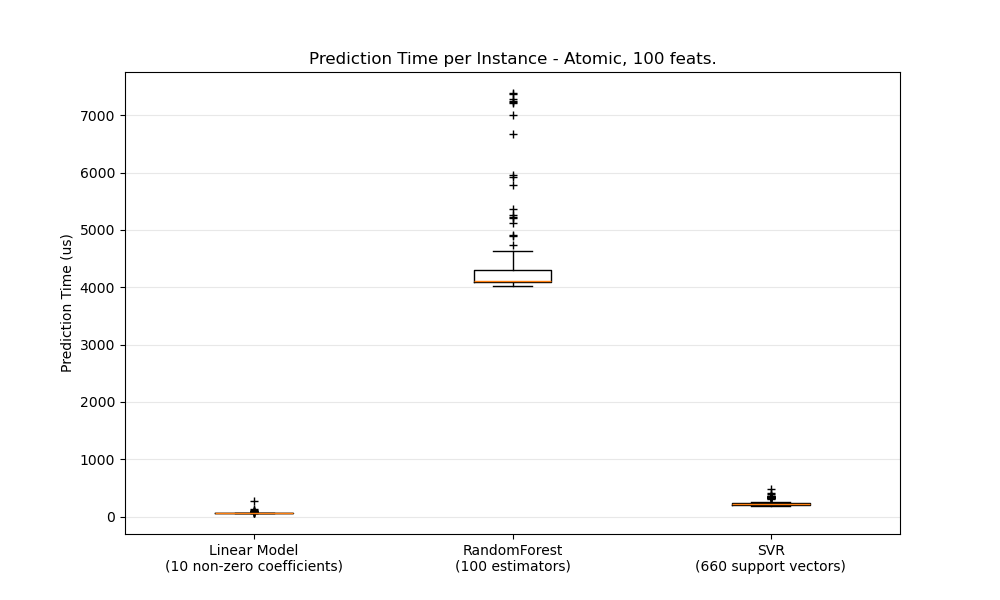 Prediction Time per Instance - Atomic, 100 feats.
Prediction Time (us)
7000
6000
5000
4000
3000
2000
1000
0
Linear Model
(10 non-zero coefficients)
RandomForest
(100 estimators)
SVR
(660 support vectors)